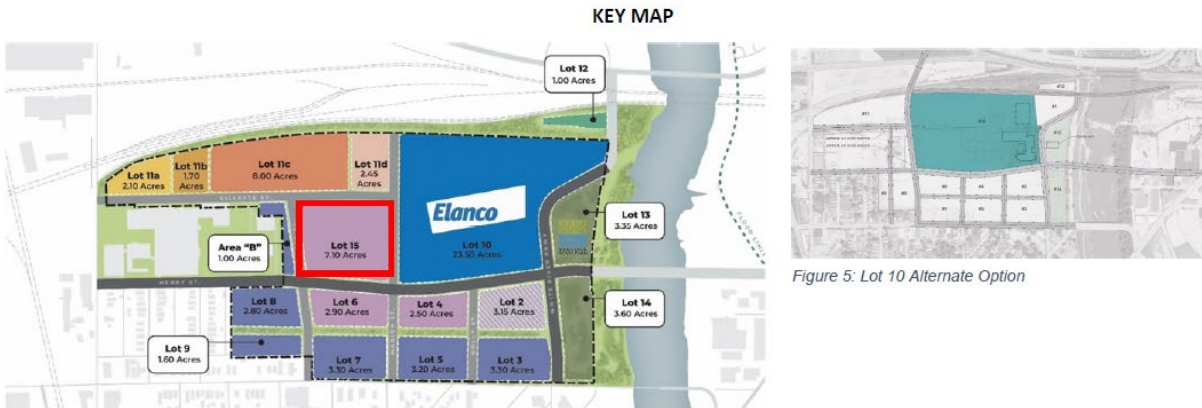 KEY MAP
Lot 12
1.00 Acres
Lot 11a
2.10 Acres
Lot 11b
1.70
Acres
Lot 11c
8.00 Acres
Lot 11d
2.45
Acres
Elanco
Lot 10
23.50 Acres
Lot 13
3.35 Acres
Area "B"
1.00 Acres
Lot 15
7.10 Acres
HENRY ST.
Lot 8
2.80 Acres
Lot 6
2.90 Acres
Lot 4
2.50 Acres
Lot 2
3.15 Acres
Lot 14
3.60 Acres
Lot 9
1.60 Acres
Lot 7
3.30 Acres
Lot 5
3.20 Acres
Lot 3
3.30 Acres
Figure 5: Lot 10 Alternate Option